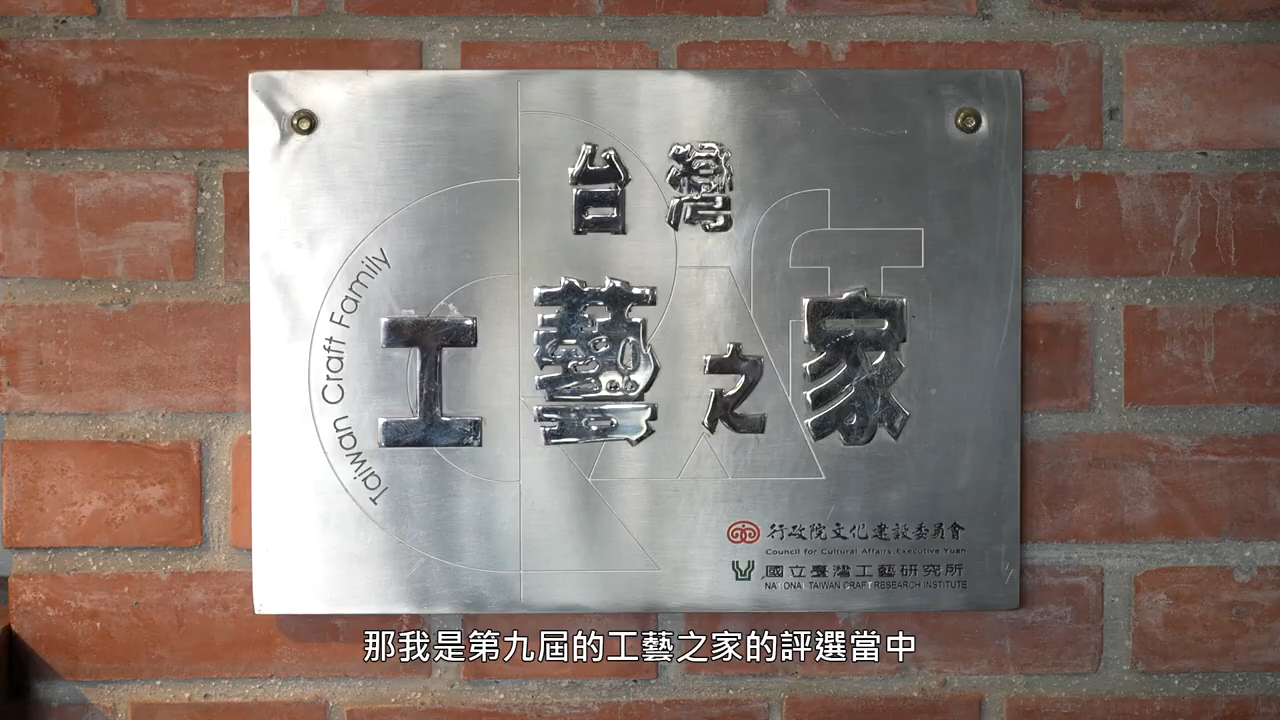 台灣
工藝之家
Taiwan Craft Family
行政院文化建設委員會
Council for Cultural Affairs,Executive Yuan
國立臺灣工藝研究所
NATIONAL TAIWAN CRAFT RESEARCH INSTITUTE
那我是第九屆的工藝之家的評選當中